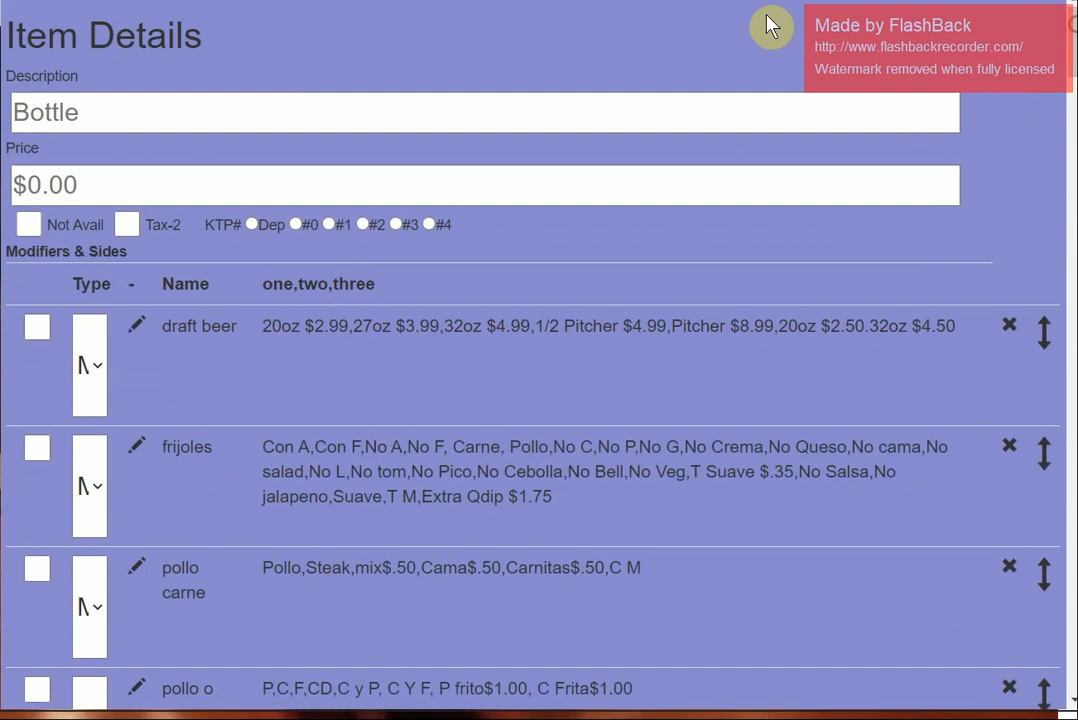 Item Details
Made by FlashBack
http://www.flashbackrecorder.com/
Watermark removed when fully licensed
Description
Bottle
Price
$0.00
Not Avail Tax-2 KTP# Dep #0 #1 #2 #3 #4
Modifiers & Sides
Type - Name one,two,three
draft beer 20oz $2.99,27oz $3.99,32oz $4.99,1/2 Pitcher $4.99,Pitcher $8.99,20oz $2.50.32oz $4.50
frijoles Con A,Con F,No A,No F, Carne, Pollo,No C,No P,No G,No Crema,No Queso,No cama,No
salad,No L,No tom,No Pico,No Cebolla,No Bell,No Veg,T Suave $.35,No Salsa,No
jalapeno,Suave,T M,Extra Qdip $1.75
pollo Pollo,Steak,mix$.50,Cama$.50,Carnitas$.50,C M
carne
pollo o P,C,F,CD,C y P, C Y F, P frito$1.00, C Frita$1.00